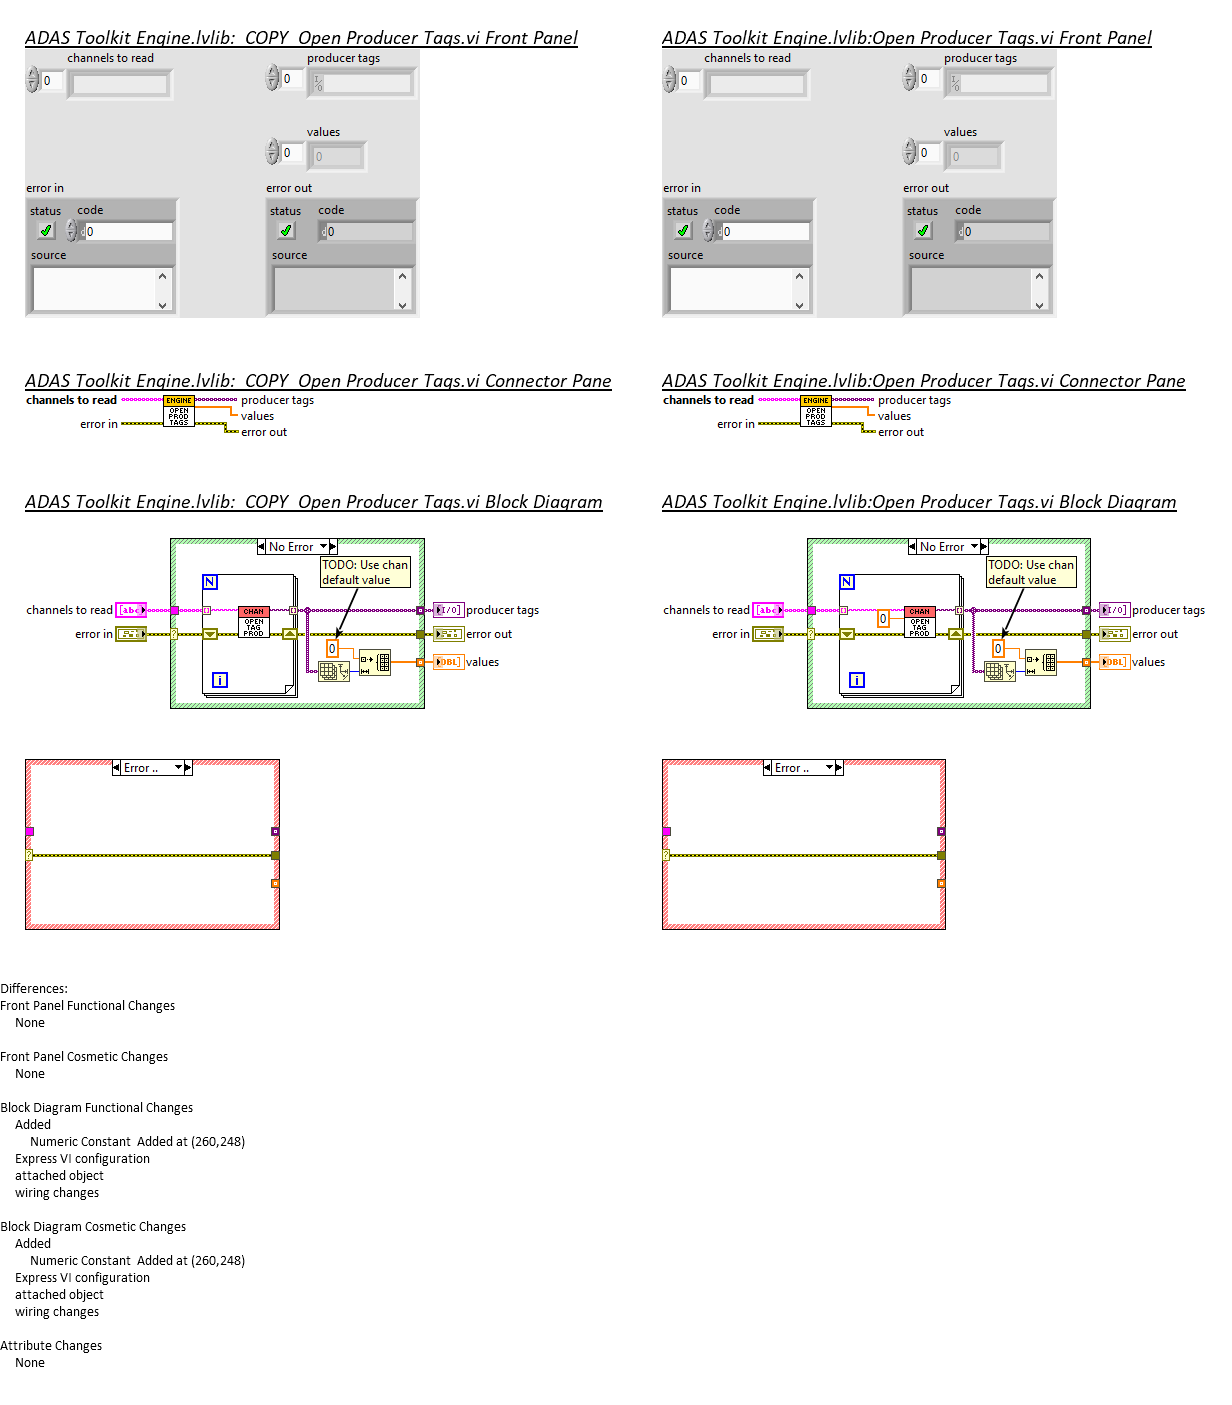 ADAS Toolkit Engine.lvlib:  COPY  Open Producer Tags.vi Front Panel
channels to read
0
producer tags
0
I/O
values
0
0
error in
status
code
d0
source
error out
status
code
d0
source
ADAS Toolkit Engine.lvlib:Open Producer Tags.vi Front Panel
channels to read
0
producer tags
0
I/O
values
0
0
error in
status
code
d0
source
error out
status
code
d0
source
ADAS Toolkit Engine.lvlib:  COPY  Open Producer Tags.vi Connector Pane
channels to read
error in
ENGINE
OPEN
PROD
TAGS
producer tags
values
error out
ADAS Toolkit Engine.lvlib:Open Producer Tags.vi Connector Pane
channels to read
error in
ENGINE
OPEN
PROD
TAGS
producer tags
values
error out
ADAS Toolkit Engine.lvlib:  COPY  Open Producer Tags.vi Block Diagram
No Error
TODO: Use chan
default value
N
channels to read
[abc]
error in
?
CHAN
OPEN
TAG
PROD
0
i
[I/O]
producer tags
error out
[DBL]
values
Error ..
?
ADAS Toolkit Engine.lvlib:Open Producer Tags.vi Block Diagram
No Error
TODO: Use chan
default value
N
channels to read
[abc]
error in
?
0
CHAN
OPEN
TAG
PROD
0
i
[I/O]
producer tags
error out
[DBL]
values
Error ..
?
Differences:
Front Panel Functional Changes
None
Front Panel Cosmetic Changes
None
Block Diagram Functional Changes
Added
Numeric Constant  Added at (260,248)
Express VI configuration
attached object
wiring changes
Block Diagram Cosmetic Changes
Added
Numeric Constant  Added at (260,248)
Express VI configuration
attached object
wiring changes
Attribute Changes
None